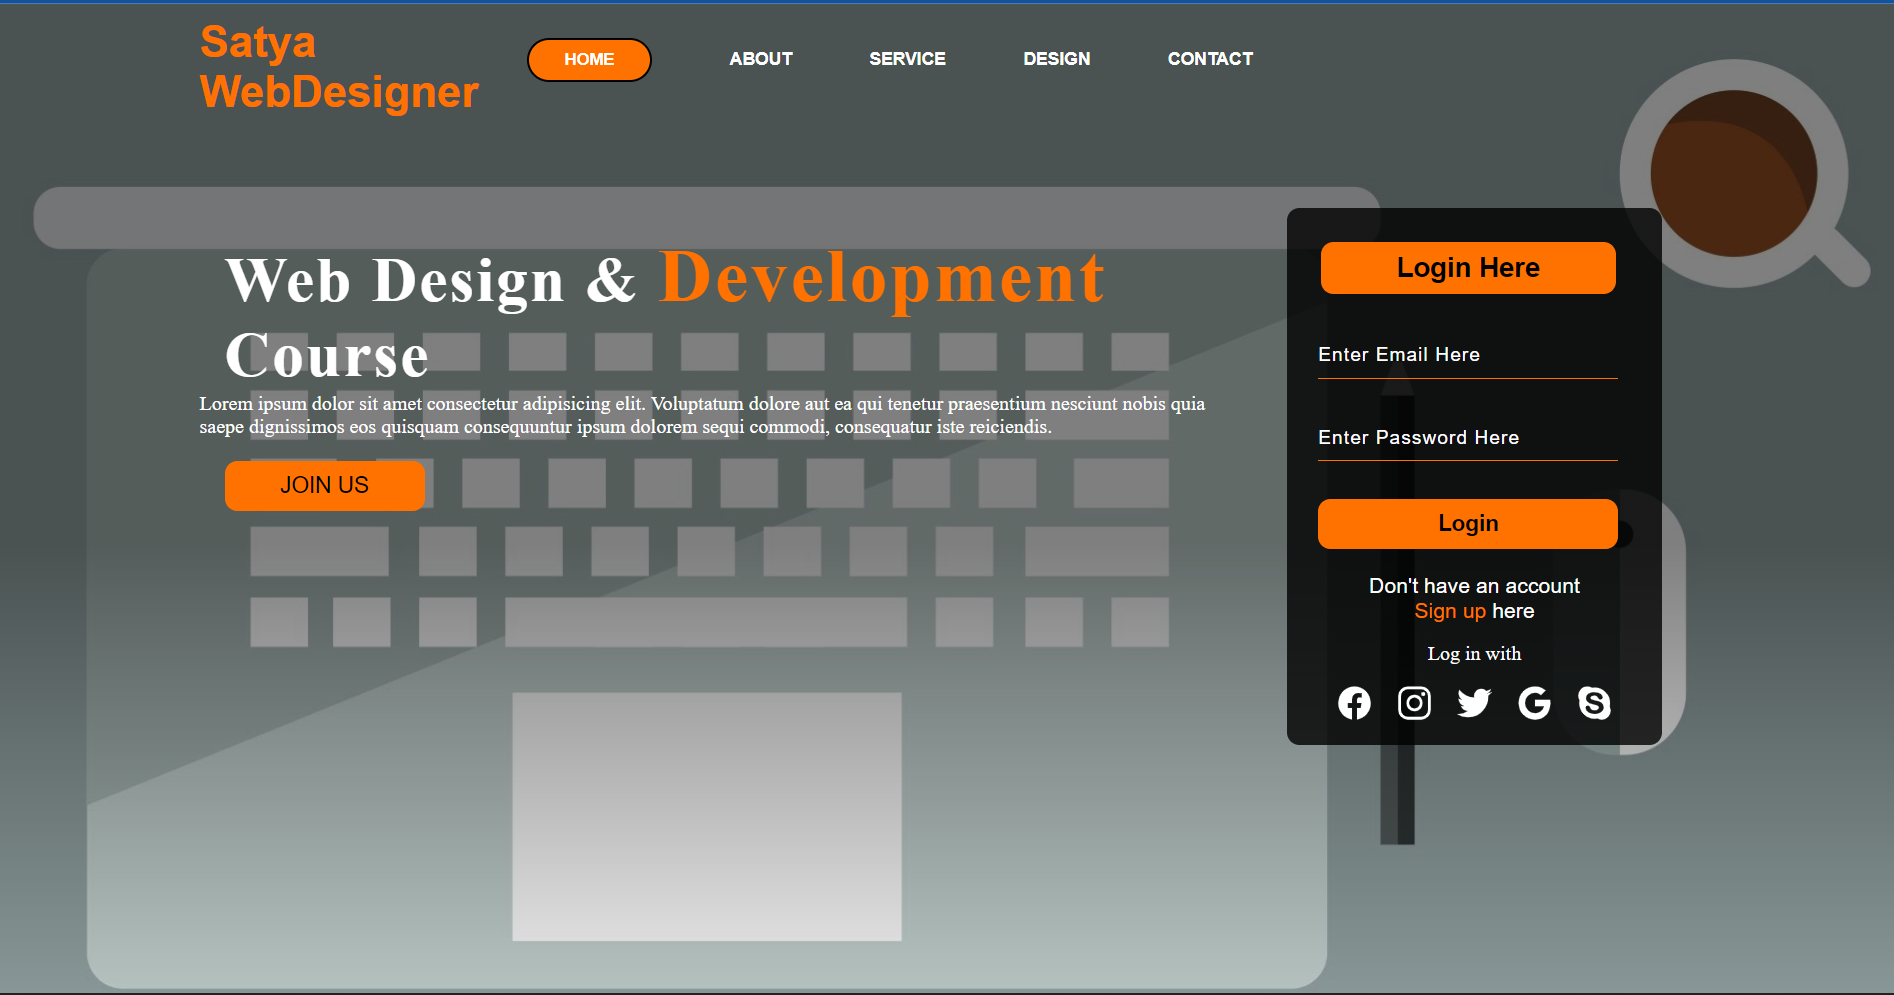 Satya
WebDesigner
HOME
ABOUT
SERVICE
DESIGN
CONTACT
Web Design & Development
Course
Lorem ipsum dolor sit amet consectetur adipisicing elit. Voluptatum dolore aut ea qui tenetur praesentium nesciunt nobis quia
saepe dignissimos eos quisquam consequuntur ipsum dolorem sequi commodi, consequatur iste reiciendis.
JOIN US
Login Here
Enter Email Here
Enter Password Here
Login
Don't have an account
Sign up here
Log in with